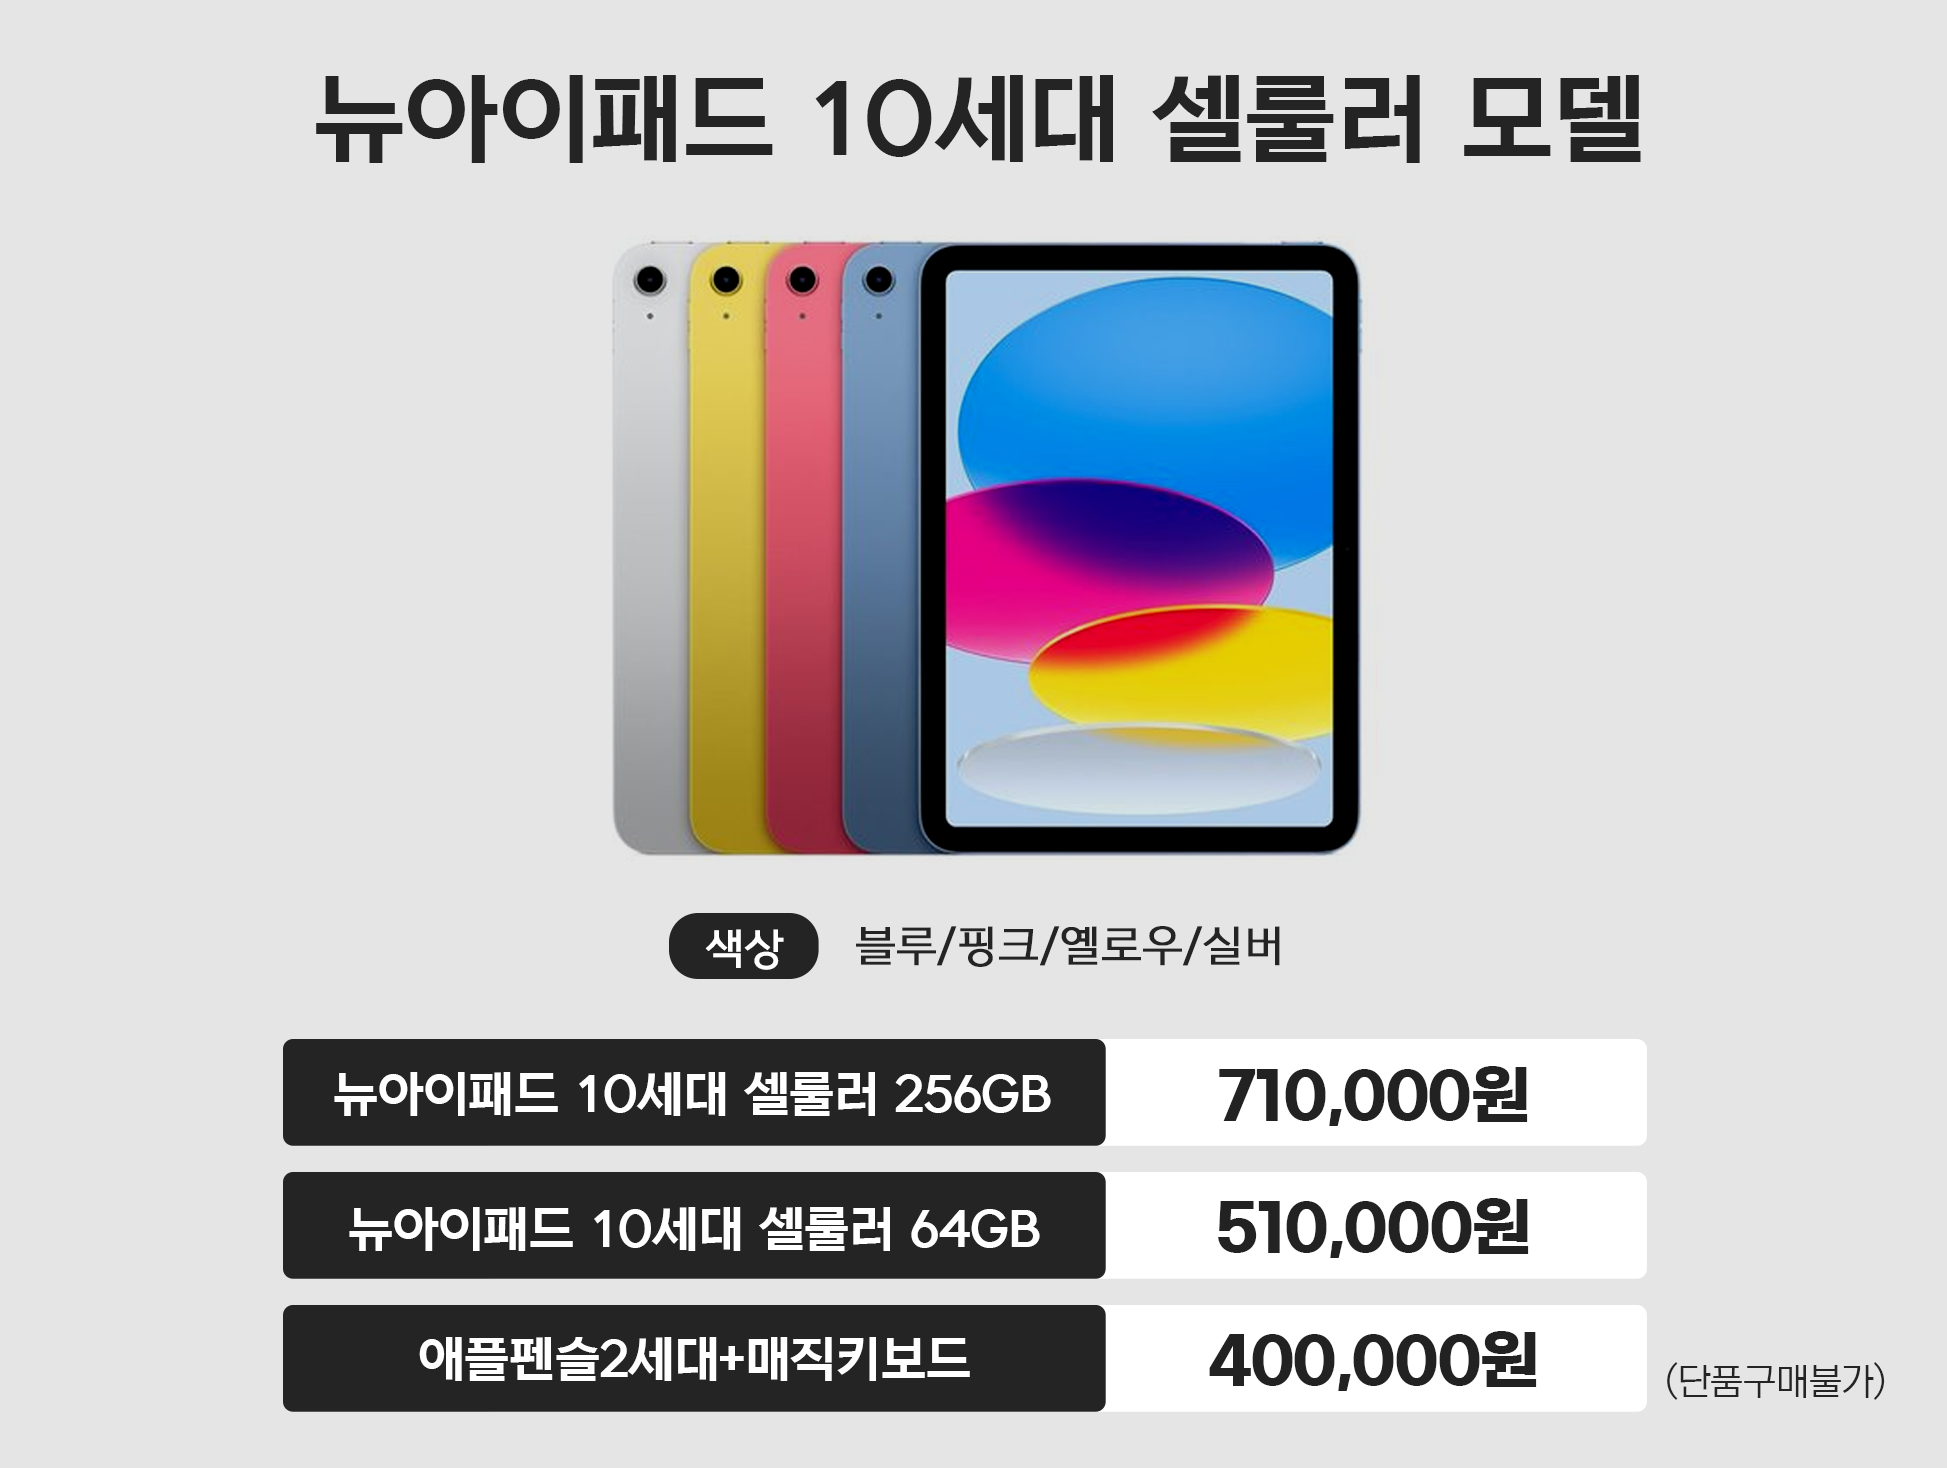 뉴아이패드 10세대 셀룰러 모델
색상 블루/핑크/옐로우/실버
뉴아이패드 10세대 셀룰러 256GB 710,000원
뉴아이패드 10세대 셀룰러 64GB 510,000원
애플펜슬2세대+매직키보드 400,000원 (단품구매불가)